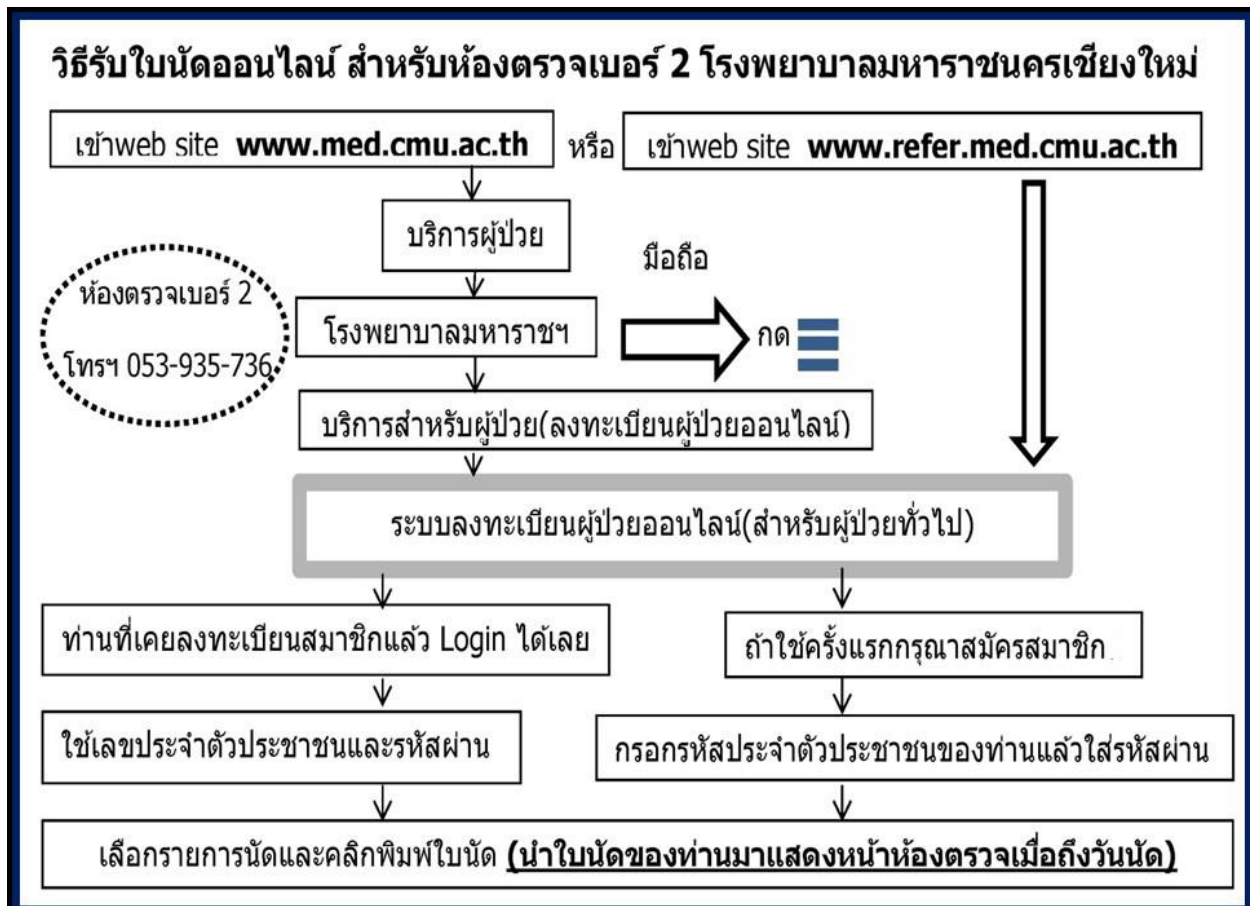 วิธีรับใบนัดออนไลน์ สำหรับห้องตรวจเบอร์ 2 โรงพยาบาลมหาราชนครเชียงใหม่
เข้าweb site www.med.cmu.ac.th หรือ เข้าweb site www.refer.med.cmu.ac.th
บริการผู้ป่วย
มือถือ
ห้องตรวจเบอร์ 2
โทรฯ 053-935-736
โรงพยาบาลมหาราชฯ
กด
บริการสำหรับผู้ป่วย(ลงทะเบียนผู้ป่วยออนไลน์)
ระบบลงทะเบียนผู้ป่วยออนไลน์(สำหรับผู้ป่วยทั่วไป)
ท่านที่เคยลงทะเบียนสมาชิกแล้ว Login ได้เลย
ถ้าใช้ครั้งแรกกรุณาสมัครสมาชิก
ใช้เลขประจำตัวประชาชนและรหัสผ่าน
กรอกรหัสประจำตัวประชาชนของท่านแล้วใส่รหัสผ่าน
เลือกรายการนัดและคลิกพิมพ์ใบนัด (นำใบนัดของท่านมาแสดงหน้าห้องตรวจเมื่อถึงวันนัด)